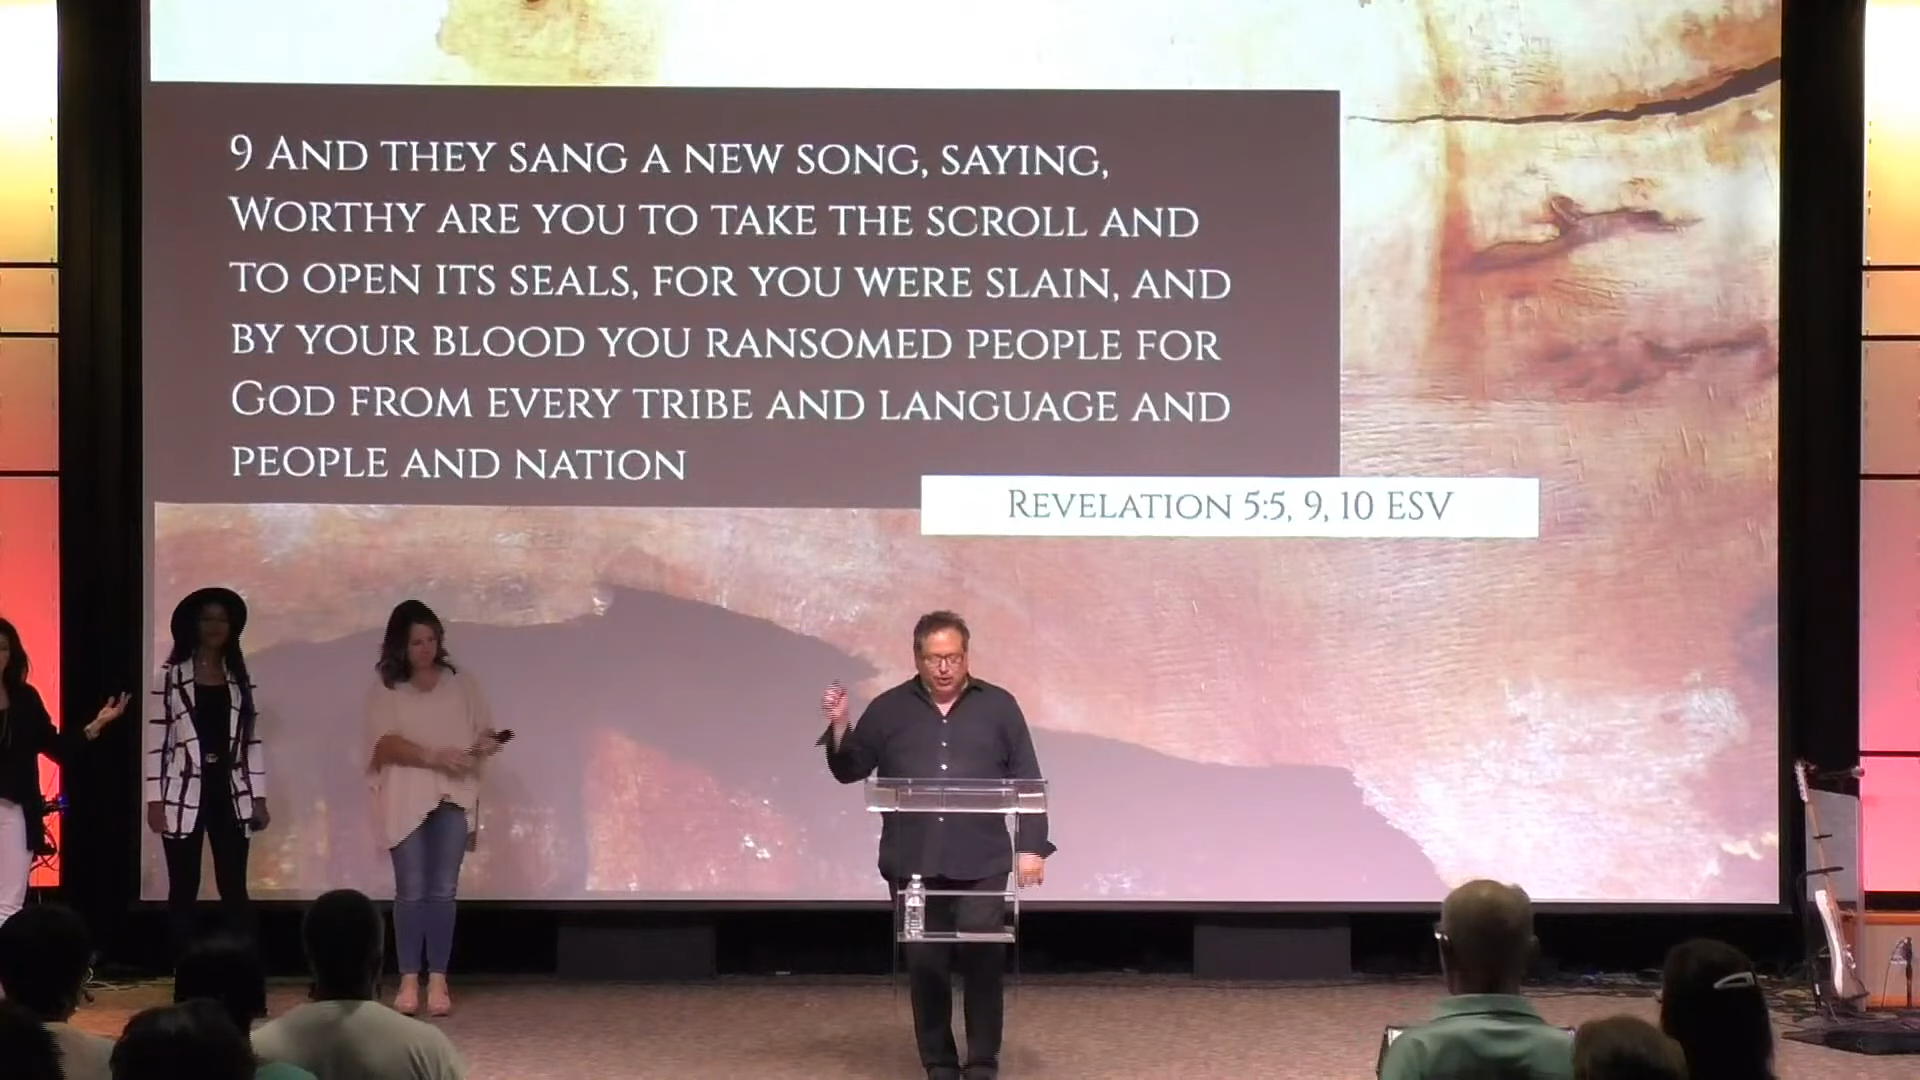 9 And they sang a new song, saying,
Worthy are you to take the scroll and
to open its seals, for you were slain, and
by your blood you ransomed people for
God from every tribe and language and
people and nation
Revelation 5:5, 9, 10 ESV